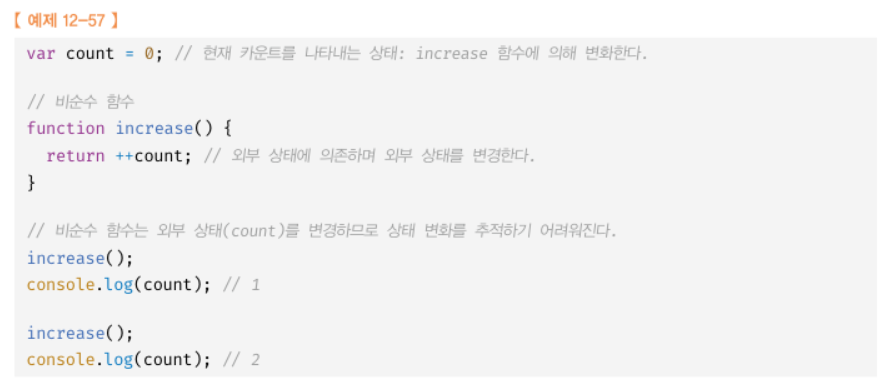 【 예제 12-57 】
var count = 0; // 현재 카운트를 나타내는 상태: increase 함수에 의해 변화한다.
// 비순수 함수
function increase() {
return ++count; // 외부 상태에 의존하며 외부 상태를 변경한다.
}
// 비순수 함수는 외부 상태(count)를 변경하므로 상태 변화를 추적하기 어려워진다.
increase();
console.log(count); // 1
increase();
console.log(count); // 2